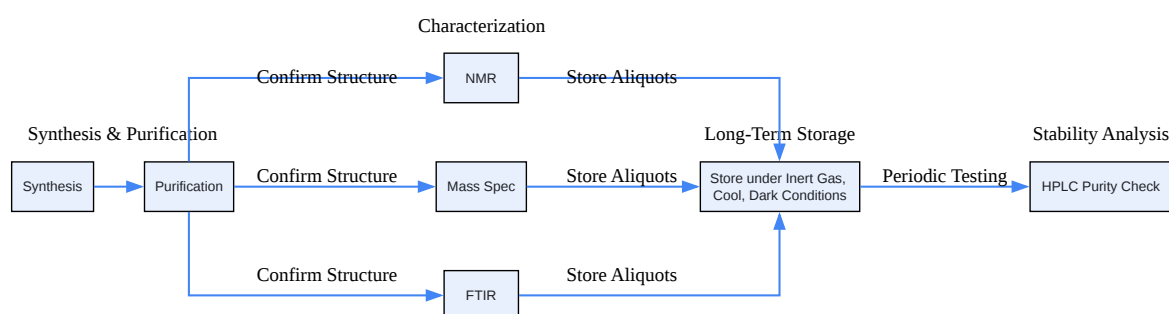 Characterization
Confirm Structure
NMR
Store Aliquots
Synthesis & Purification
Long-Term Storage
Stability Analysis
Synthesis
Purification
Confirm Structure
Mass Spec
Store Aliquots
Store under Inert Gas,
Cool, Dark Conditions
Periodic Testing
HPLC Purity Check
Confirm Structure
FTIR
Store Aliquots